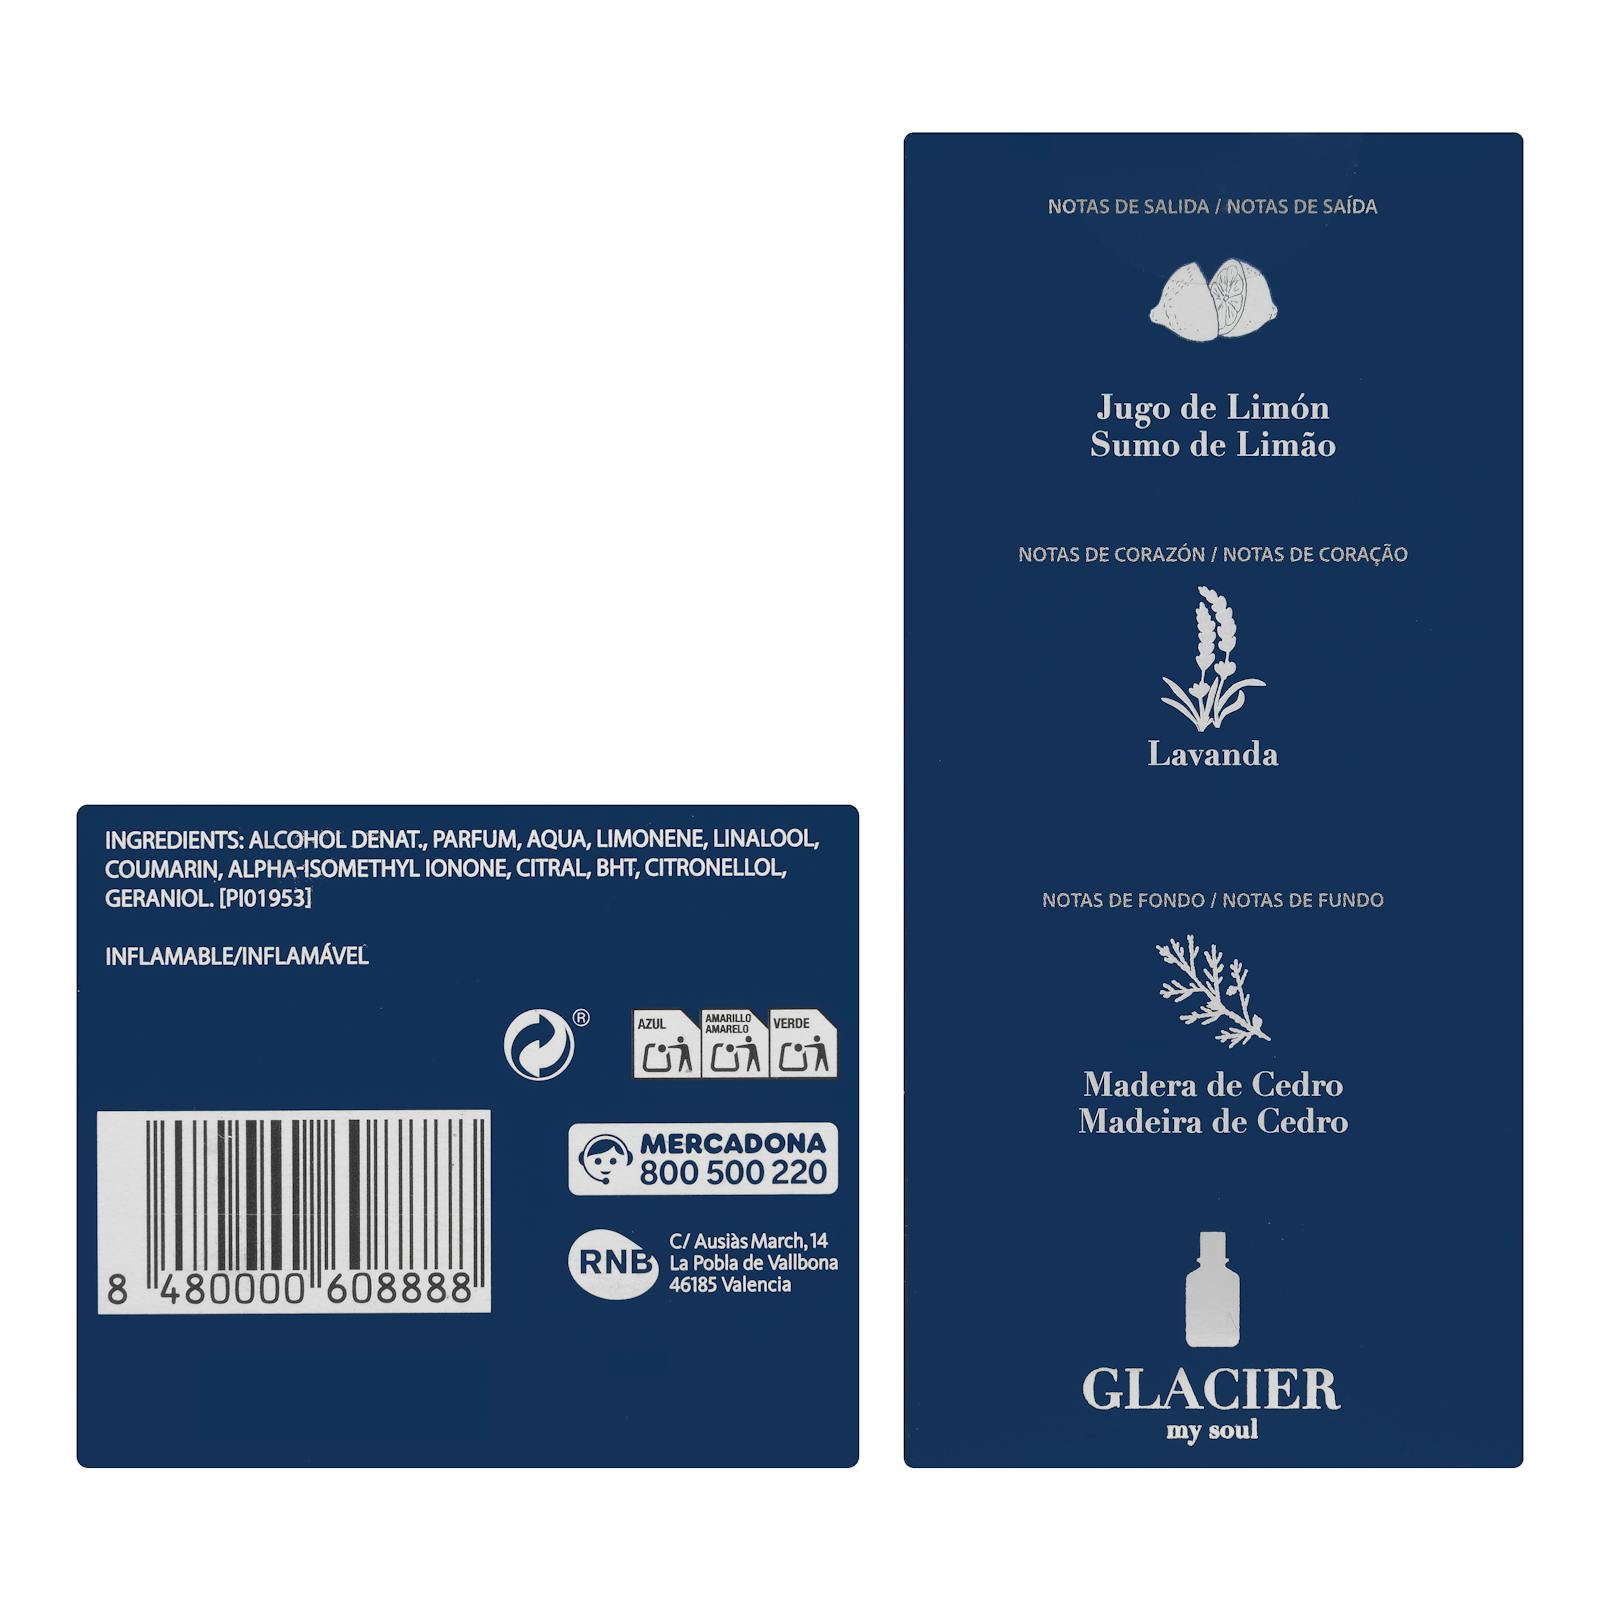 INGREDIENTS: ALCOHOL DENAT., PARFUM, AQUA, LIMONENE, LINALOOL,
COUMARIN, ALPHA-ISOMETHYL IONONE, CITRAL, BHT, CITRONELLOL,
GERANIOL. [PI01953]
INFLAMABLE/INFLAMÁVEL
®
AZUL
AMARILLO
AMARELO
VERDE
MERCADONA
800 500 220
RNB
C/ Ausiàs March, 14
La Pobla de Vallbona
46185 Valencia
8 480000 608888
NOTAS DE SALIDA / NOTAS DE SAÍDA
Jugo de Limón
Sumo de Limão
NOTAS DE CORAZÓN / NOTAS DE CORAÇÃO
Lavanda
NOTAS DE FONDO / NOTAS DE FUNDO
Madera de Cedro
Madeira de Cedro
GLACIER
my soul